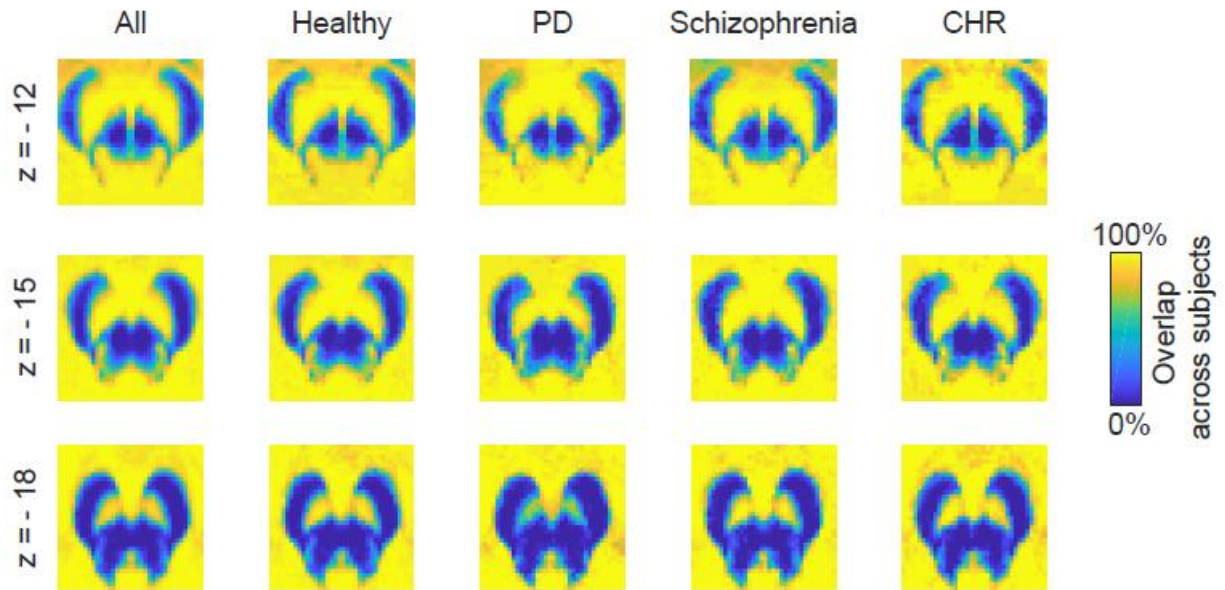 All Healthy PD Schizophrenia CHR
z = - 12
z = - 15
z = - 18
100%
Overlap
across subjects
0%